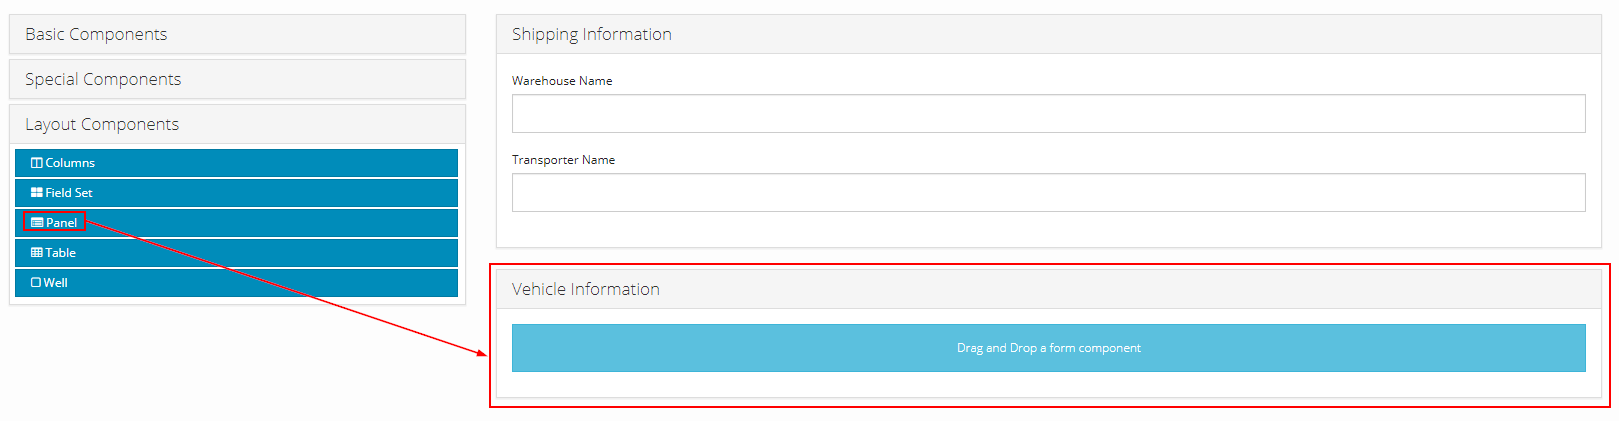 Basic Components
Special Components
Layout Components
Columns
Field Set
Panel
Table
Well
Shipping Information
Warehouse Name
Transporter Name
Vehicle Information
Drag and Drop a form component